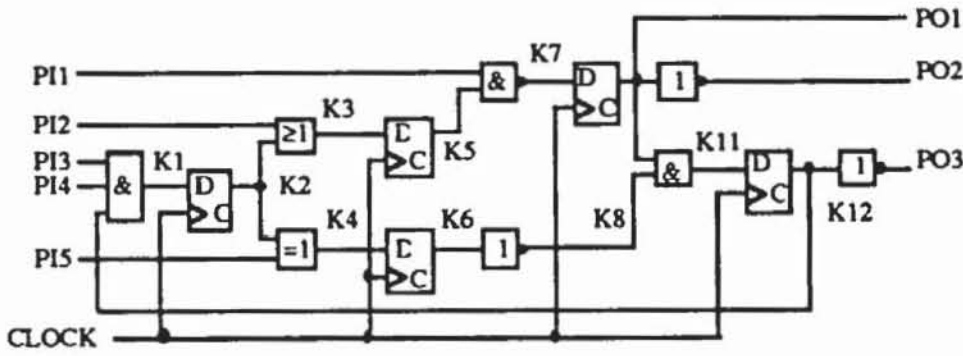 PO1
K7
PI1
&
D
C
1
PO2
PI2
K3
≥1
D
C
K5
K11
PI3
K1
PI4
&
D
C
K2
&
D
C
1
PO3
K4
K6
K8
K12
PI5
=1
D
C
1
CLOCK